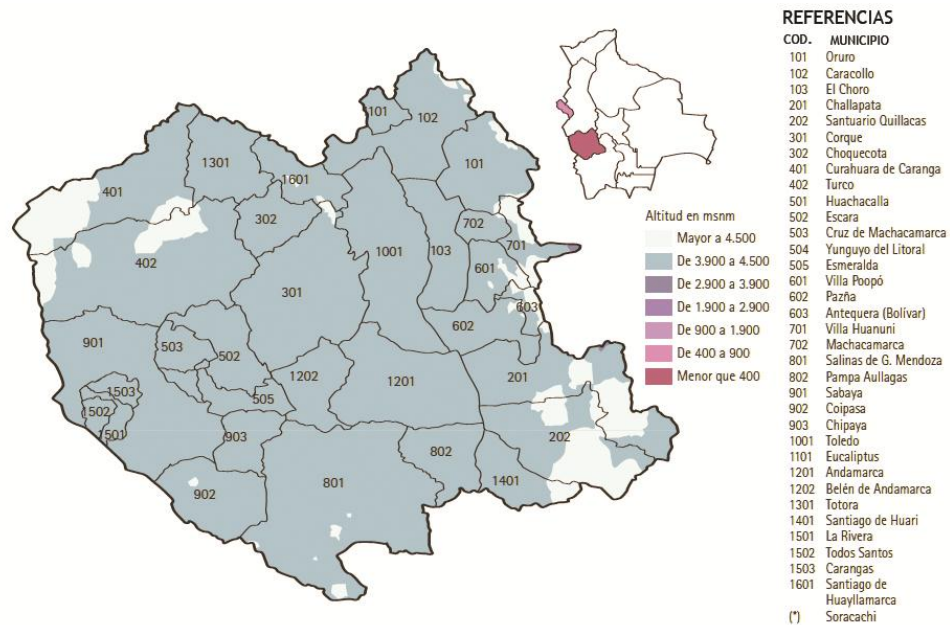 REFERENCIAS
COD. MUNICIPIO
101 Oruro
102 Caracollo
103 El Choro
201 Challapata
202 Santuario Quillacas
301 Corque
302 Choquecota
401 Curahuara de Caranga
402 Turco
501 Huachacalla
502 Escara
503 Cruz de Machacamarca
504 Yunguyo del Litoral
505 Esmeralda
601 Villa Poopó
602 Pazña
603 Antequera (Bolívar)
701 Villa Huanuni
702 Machacamarca
801 Salinas de G. Mendoza
802 Pampa Aullagas
901 Sabaya
902 Coipasa
903 Chipaya
1001 Toledo
1101 Eucaliptus
1201 Andamarca
1202 Belén de Andamarca
1301 Totora
1401 Santiago de Huari
1501 La Rivera
1502 Todos Santos
1503 Carangas
1601 Santiago de
Huayllamarca
(*) Soracachi
Altitud en msnm
Mayor a 4.500
De 3.900 a 4.500
De 2.900 a 3.900
De 1.900 a 2.900
De 900 a 1.900
De 400 a 900
Menor que 400
101
102
1301
101
1601
401
302
702
701
1001
103
402
601
301
603
602
901
503
502
1202
1201
201
1503
505
1502
1501
903
202
802
801
902
1401